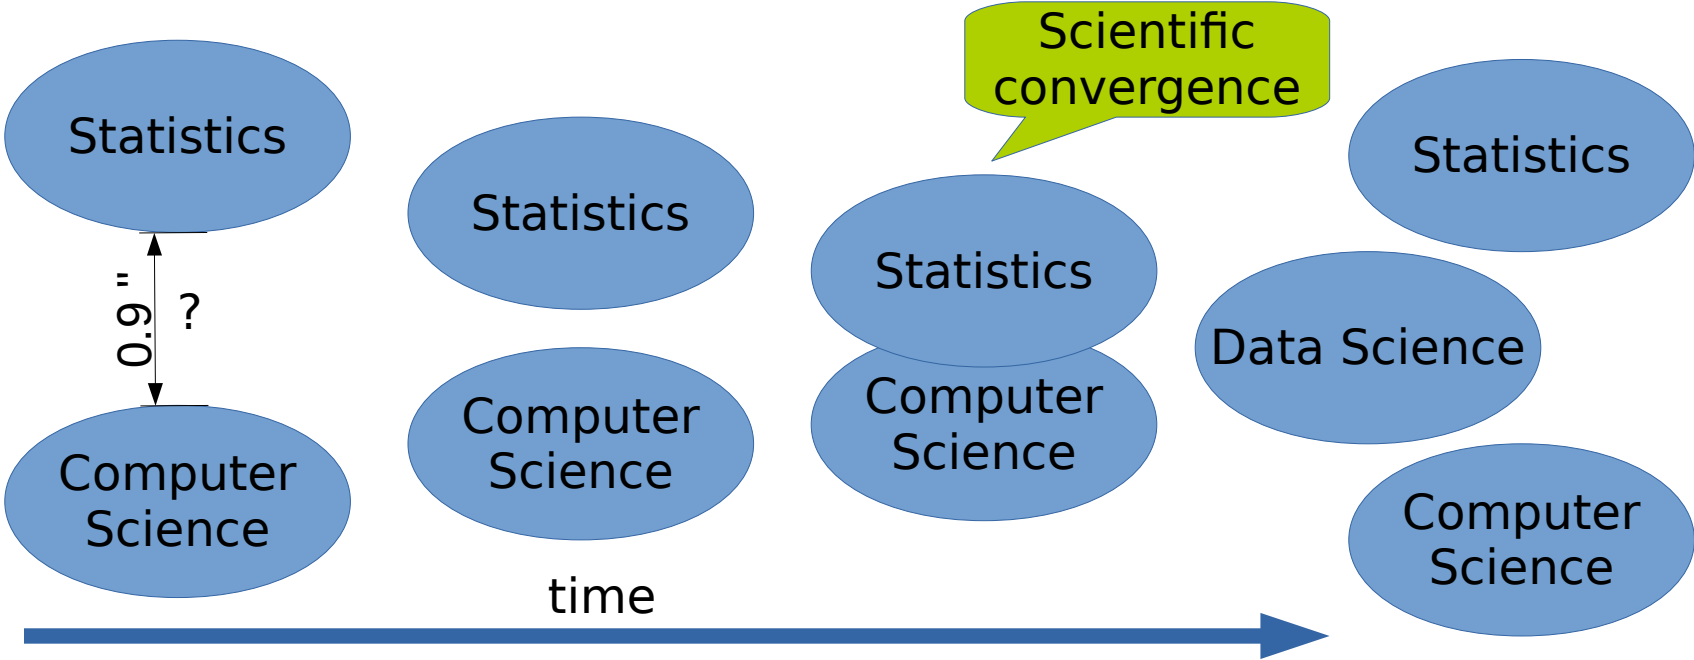 Statistics
0.9"
?
Computer
Science
Statistics
Computer
Science
Scientific
convergence
Statistics
Computer
Science
Statistics
Data Science
Computer
Science
time